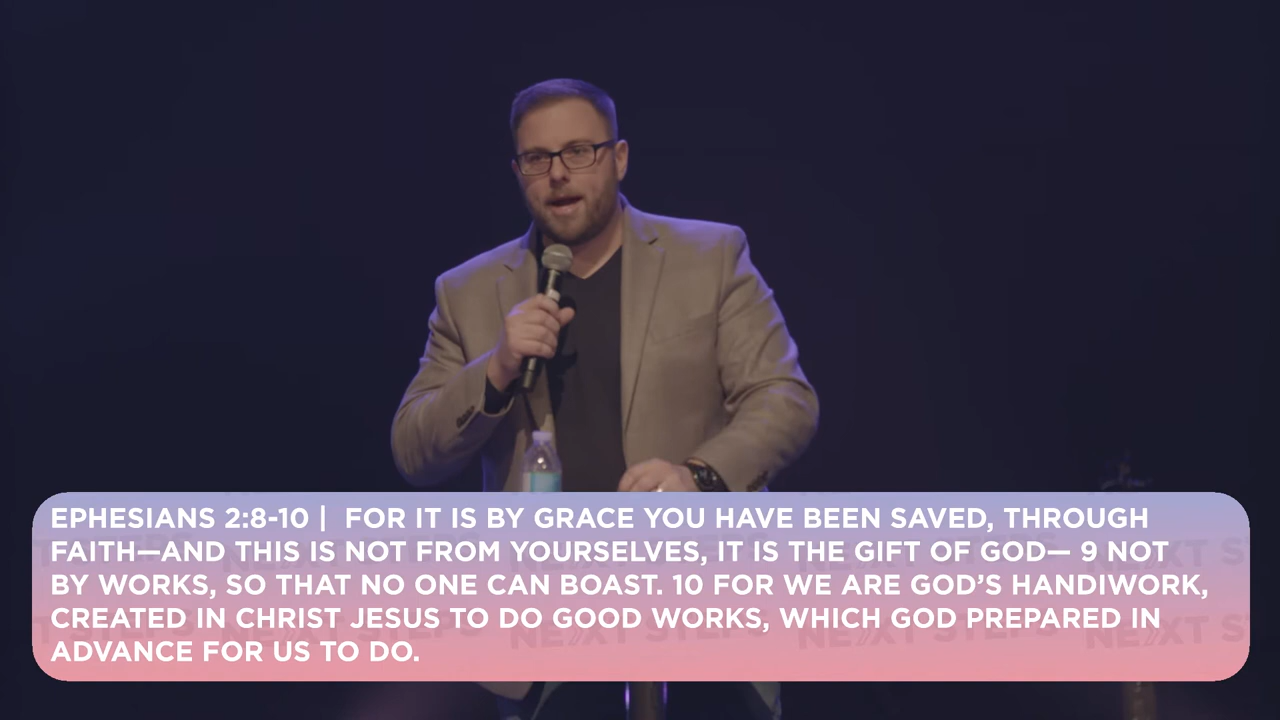 EPHESIANS 2:8-10 | FOR IT IS BY GRACE YOU HAVE BEEN SAVED, THROUGH
FAITH—AND THIS IS NOT FROM YOURSELVES, IT IS THE GIFT OF GOD— 9 NOT
BY WORKS, SO THAT NO ONE CAN BOAST. 10 FOR WE ARE GOD'S HANDIWORK,
CREATED IN CHRIST JESUS TO DO GOOD WORKS, WHICH GOD PREPARED IN
ADVANCE FOR US TO DO.